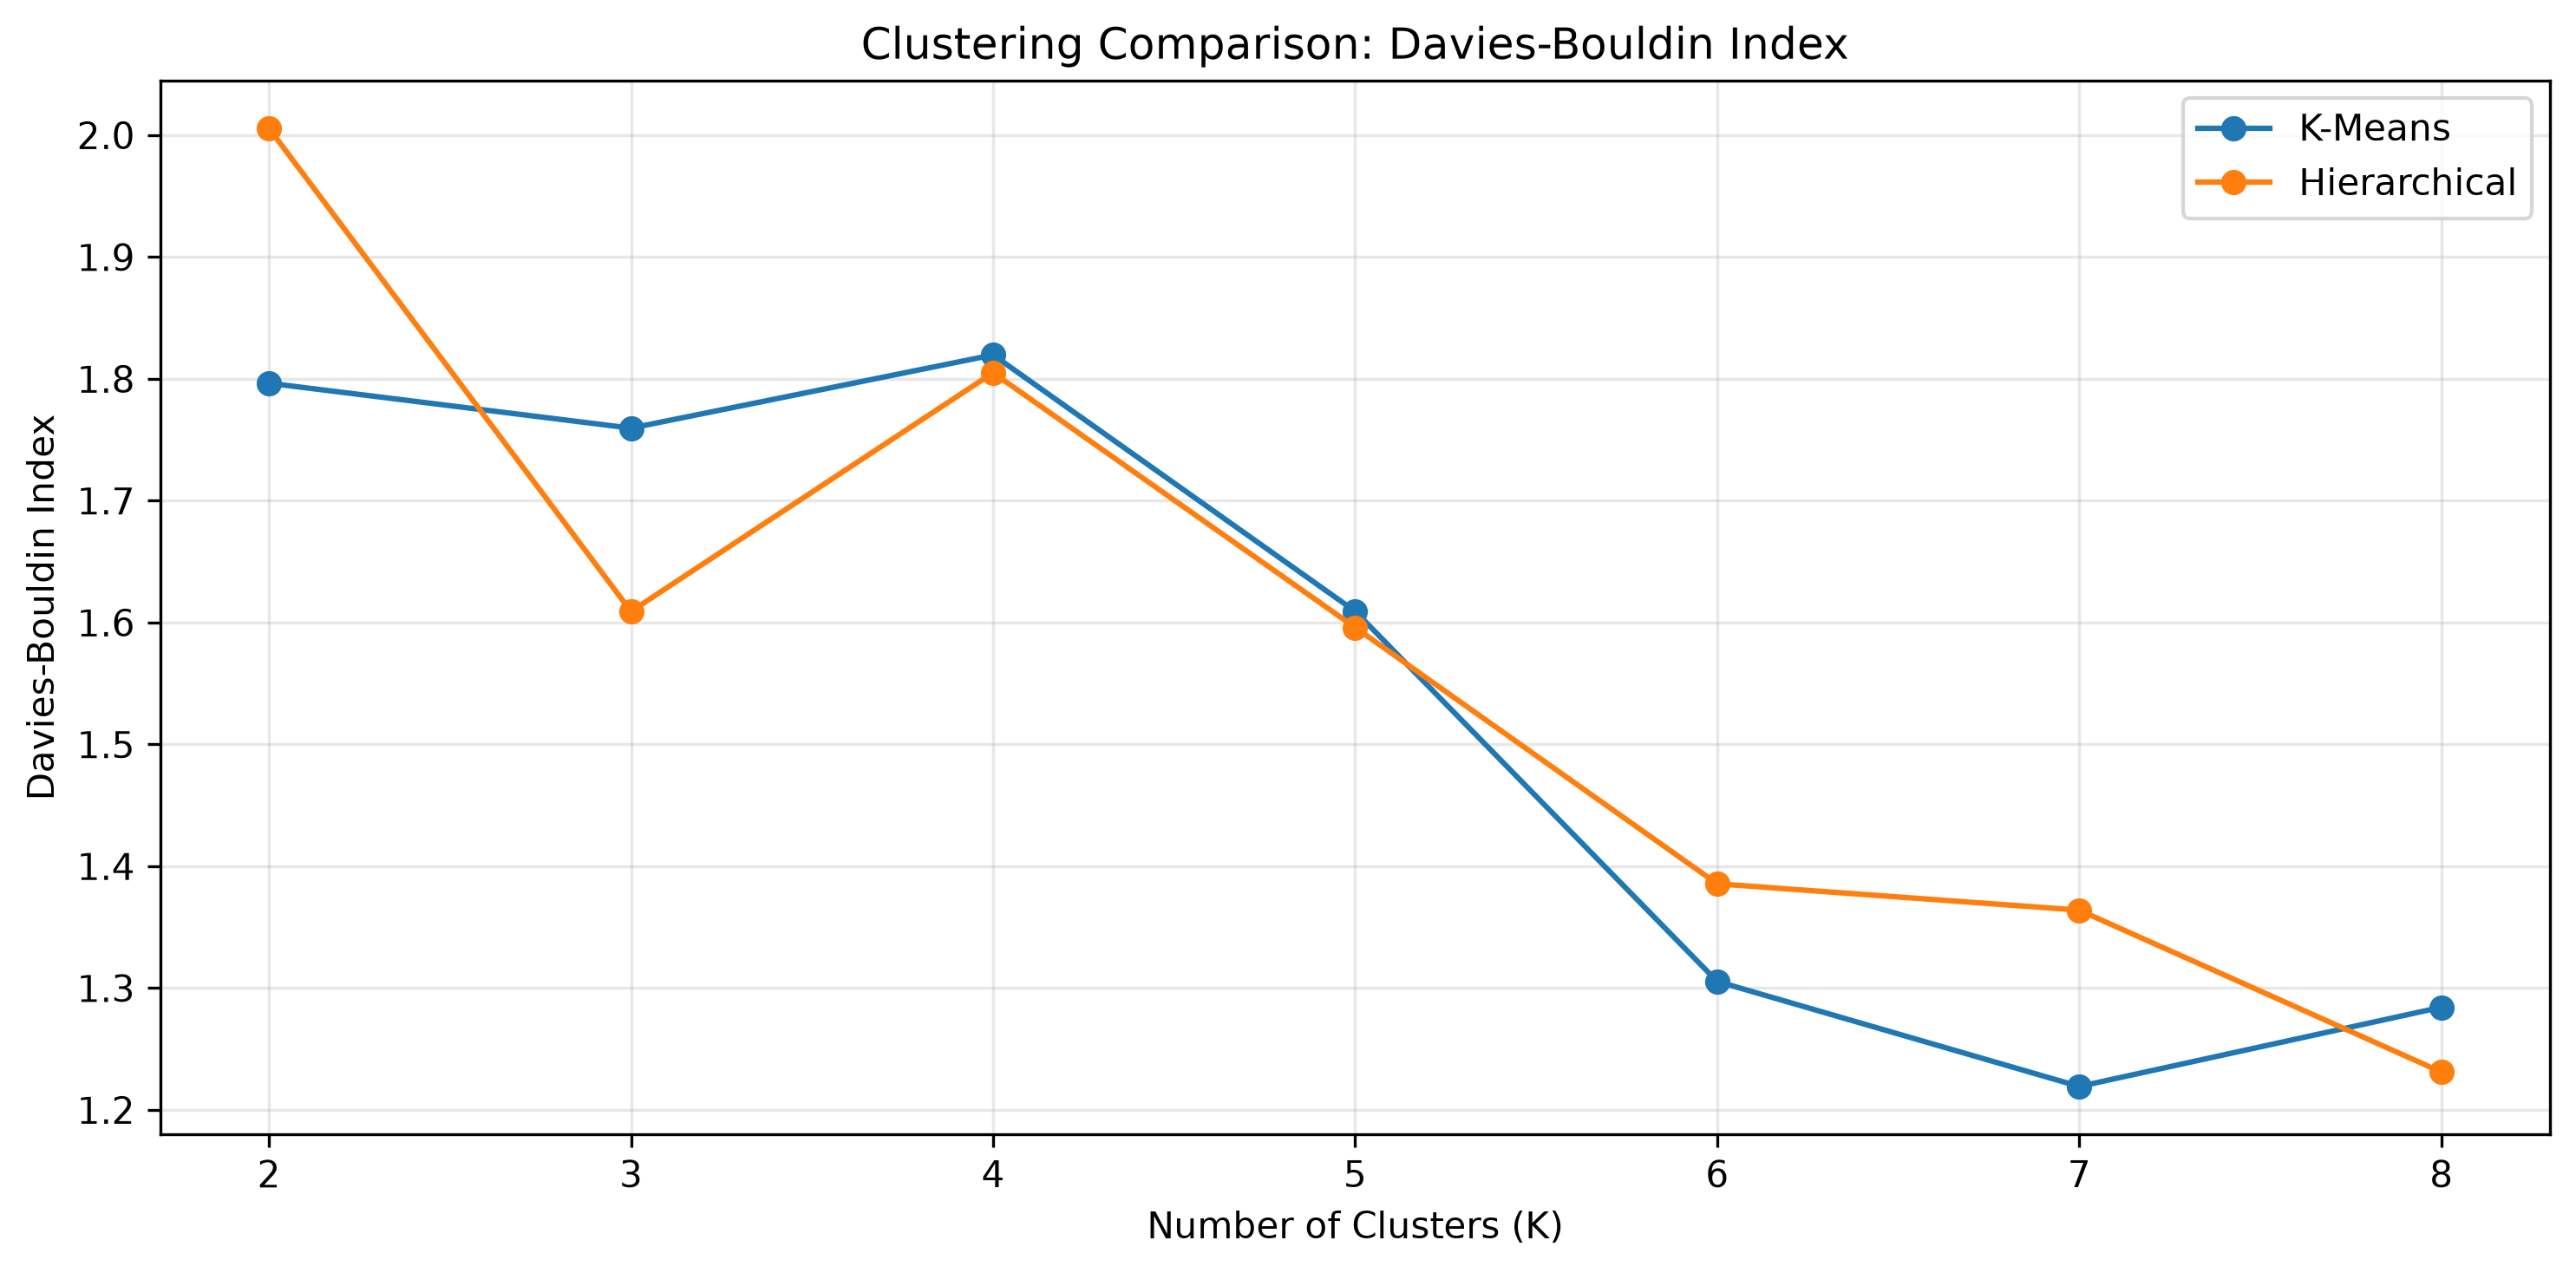 Clustering Comparison: Davies-Bouldin Index
K-Means
Hierarchical
Davies-Bouldin Index
2.0
1.9
1.8
1.7
1.6
1.5
1.4
1.3
1.2
2 3 4 5 6 7 8
Number of Clusters (K)